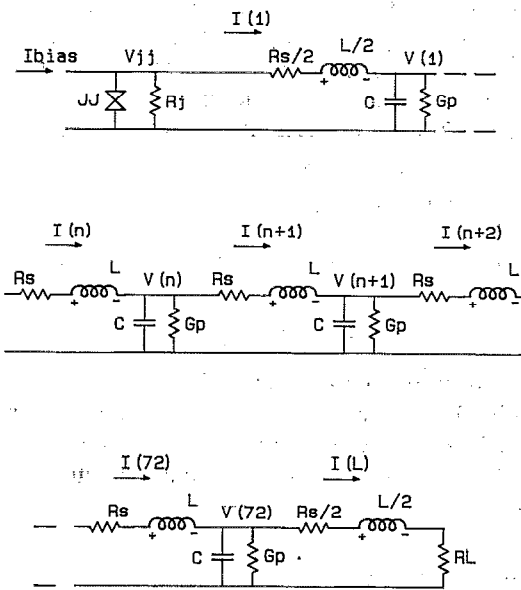 I(1)
Ibias Vjj Rs/2 L/2 V(1)
+ -
JJ Rj C Gp
I(n) I(n+1) I(n+2)
Rs L V(n) Rs L V(n+1) Rs L
+ - + - + -
C Gp C Gp
I(72) I(L)
Rs L V(72) Rs/2 L/2
+ - + -
C Gp RL